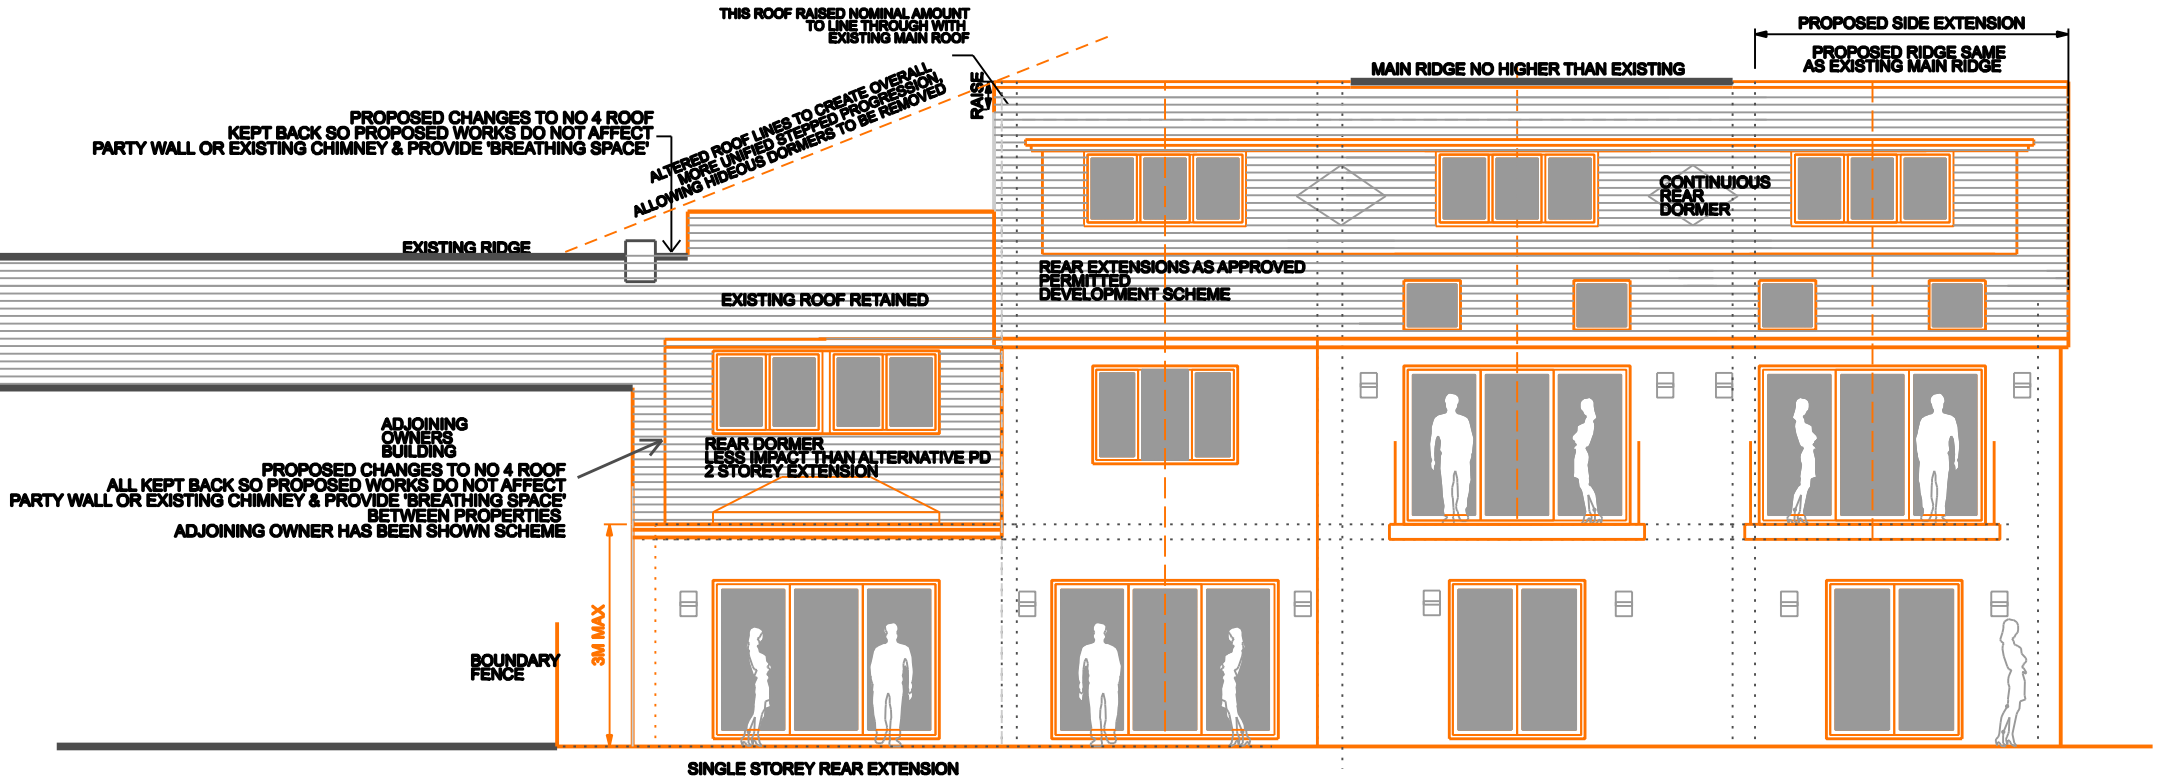 THIS ROOF RAISED NOMINAL AMOUNT
TO LINE THROUGH WITH
EXISTING MAIN ROOF
PROPOSED SIDE EXTENSION
PROPOSED RIDGE SAME
AS EXISTING MAIN RIDGE
MAIN RIDGE NO HIGHER THAN EXISTING
RAISE
ALTERED ROOF LINES TO CREATE OVERALL
MORE UNIFIED STEPPED PROGRESSION,
ALLOWING HIDEOUS DORMERS TO BE REMOVED
PROPOSED CHANGES TO NO 4 ROOF
KEPT BACK SO PROPOSED WORKS DO NOT AFFECT
PARTY WALL OR EXISTING CHIMNEY & PROVIDE 'BREATHING SPACE'
CONTINUIOUS
REAR
DORMER
EXISTING RIDGE
REAR EXTENSIONS AS APPROVED
PERMITTED
DEVELOPMENT SCHEME
EXISTING ROOF RETAINED
ADJOINING
OWNERS
BUILDING
REAR DORMER
LESS IMPACT THAN ALTERNATIVE PD
2 STOREY EXTENSION
PROPOSED CHANGES TO NO 4 ROOF
ALL KEPT BACK SO PROPOSED WORKS DO NOT AFFECT
PARTY WALL OR EXISTING CHIMNEY & PROVIDE 'BREATHING SPACE'
BETWEEN PROPERTIES
ADJOINING OWNER HAS BEEN SHOWN SCHEME
3M MAX
BOUNDARY
FENCE
SINGLE STOREY REAR EXTENSION